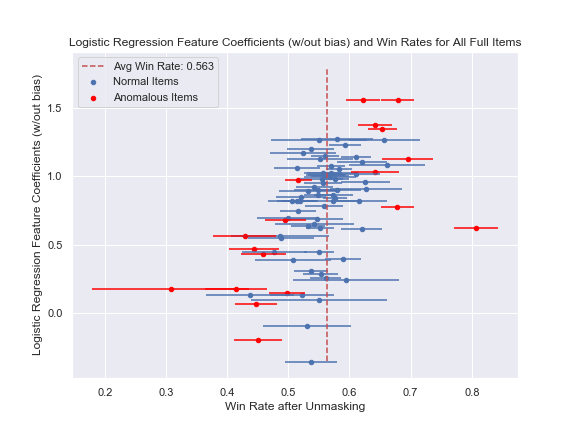 Logistic Regression Feature Coefficients (w/out bias) and Win Rates for All Full Items
Avg Win Rate: 0.563
Normal Items
Anomalous Items
Logistic Regression Feature Coefficients (w/out bias)
1.5
1.0
0.5
0.0
0.2 0.3 0.4 0.5 0.6 0.7 0.8
Win Rate after Unmasking